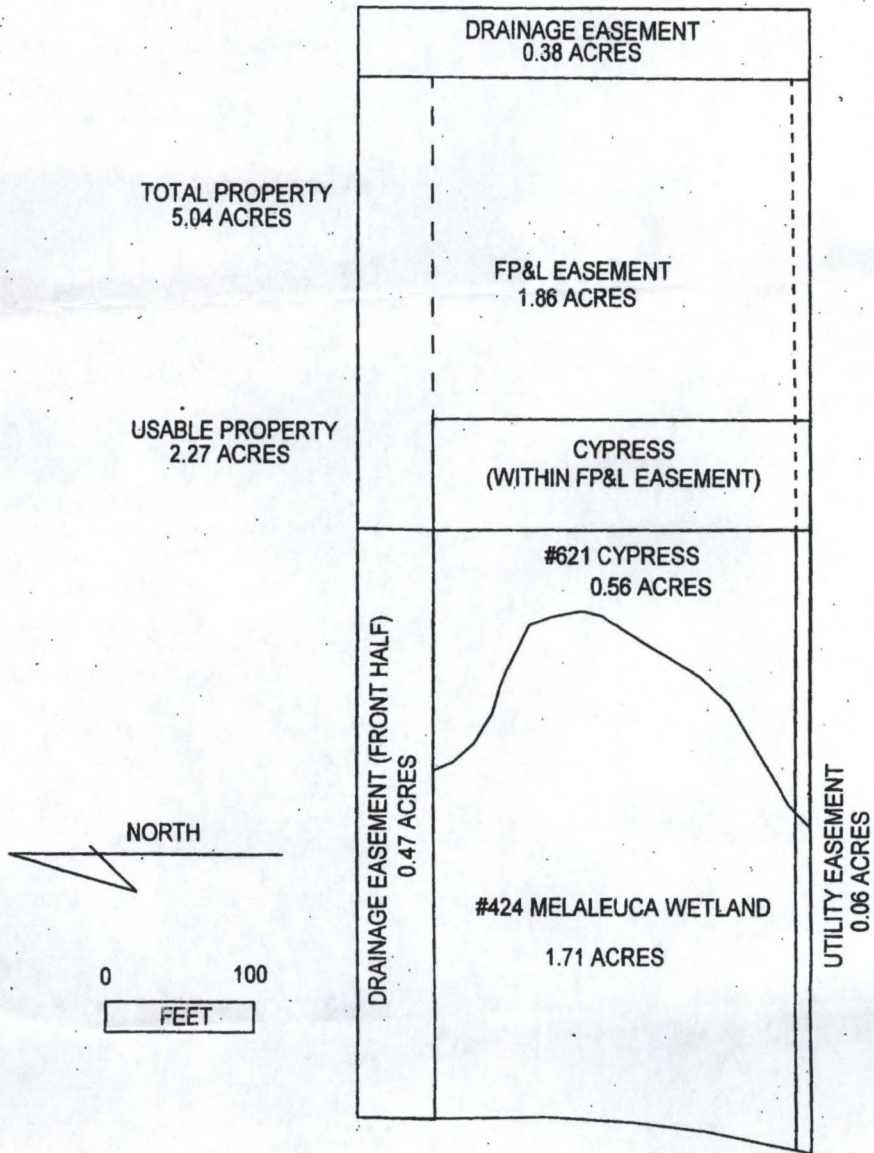 DRAINAGE EASEMENT
0.38 ACRES
TOTAL PROPERTY
5.04 ACRES
FP&L EASEMENT
1.86 ACRES
USABLE PROPERTY
2.27 ACRES
CYPRESS
(WITHIN FP&L EASEMENT)
#621 CYPRESS
0.56 ACRES
DRAINAGE EASEMENT (FRONT HALF)
0.47 ACRES
NORTH
#424 MELALEUCA WETLAND
1.71 ACRES
UTILITY EASEMENT
0.06 ACRES
0 100
FEET